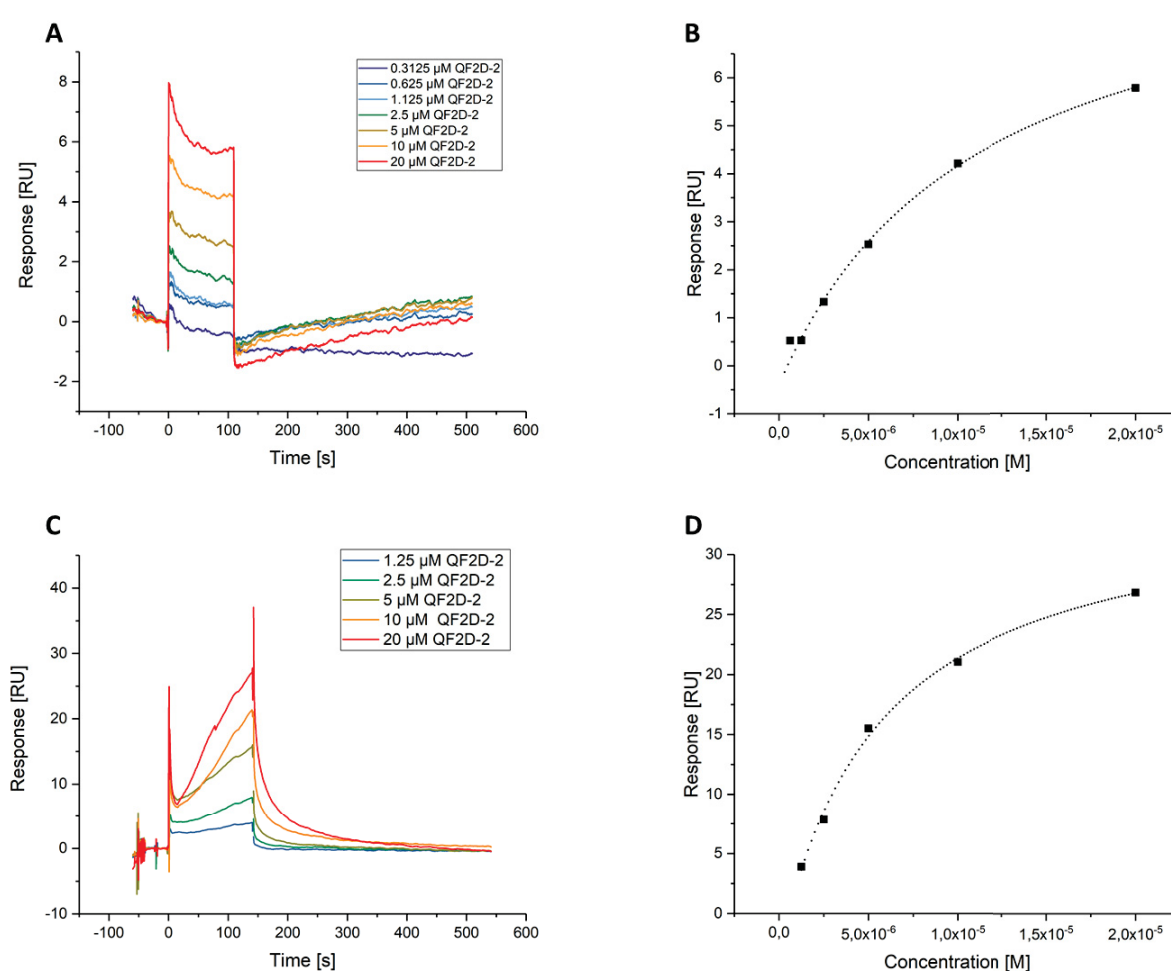 A
Response [RU]
8
6
4
2
0
-2
-100 0 100 200 300 400 500 600
Time [s]
0.3125 µM QF2D-2
0.625 µM QF2D-2
1.125 µM QF2D-2
2.5 µM QF2D-2
5 µM QF2D-2
10 µM QF2D-2
20 µM QF2D-2
B
Response [RU]
6
5
4
3
2
1
0
-1
0,0 5,0x10⁻⁶ 1,0x10⁻⁵ 1,5x10⁻⁵ 2,0x10⁻⁵
Concentration [M]
C
Response [RU]
40
30
20
10
0
-10
-100 0 100 200 300 400 500 600
Time [s]
1.25 µM QF2D-2
2.5 µM QF2D-2
5 µM QF2D-2
10 µM QF2D-2
20 µM QF2D-2
D
Response [RU]
30
25
20
15
10
5
0
0,0 5,0x10⁻⁶ 1,0x10⁻⁵ 1,5x10⁻⁵ 2,0x10⁻⁵
Concentration [M]